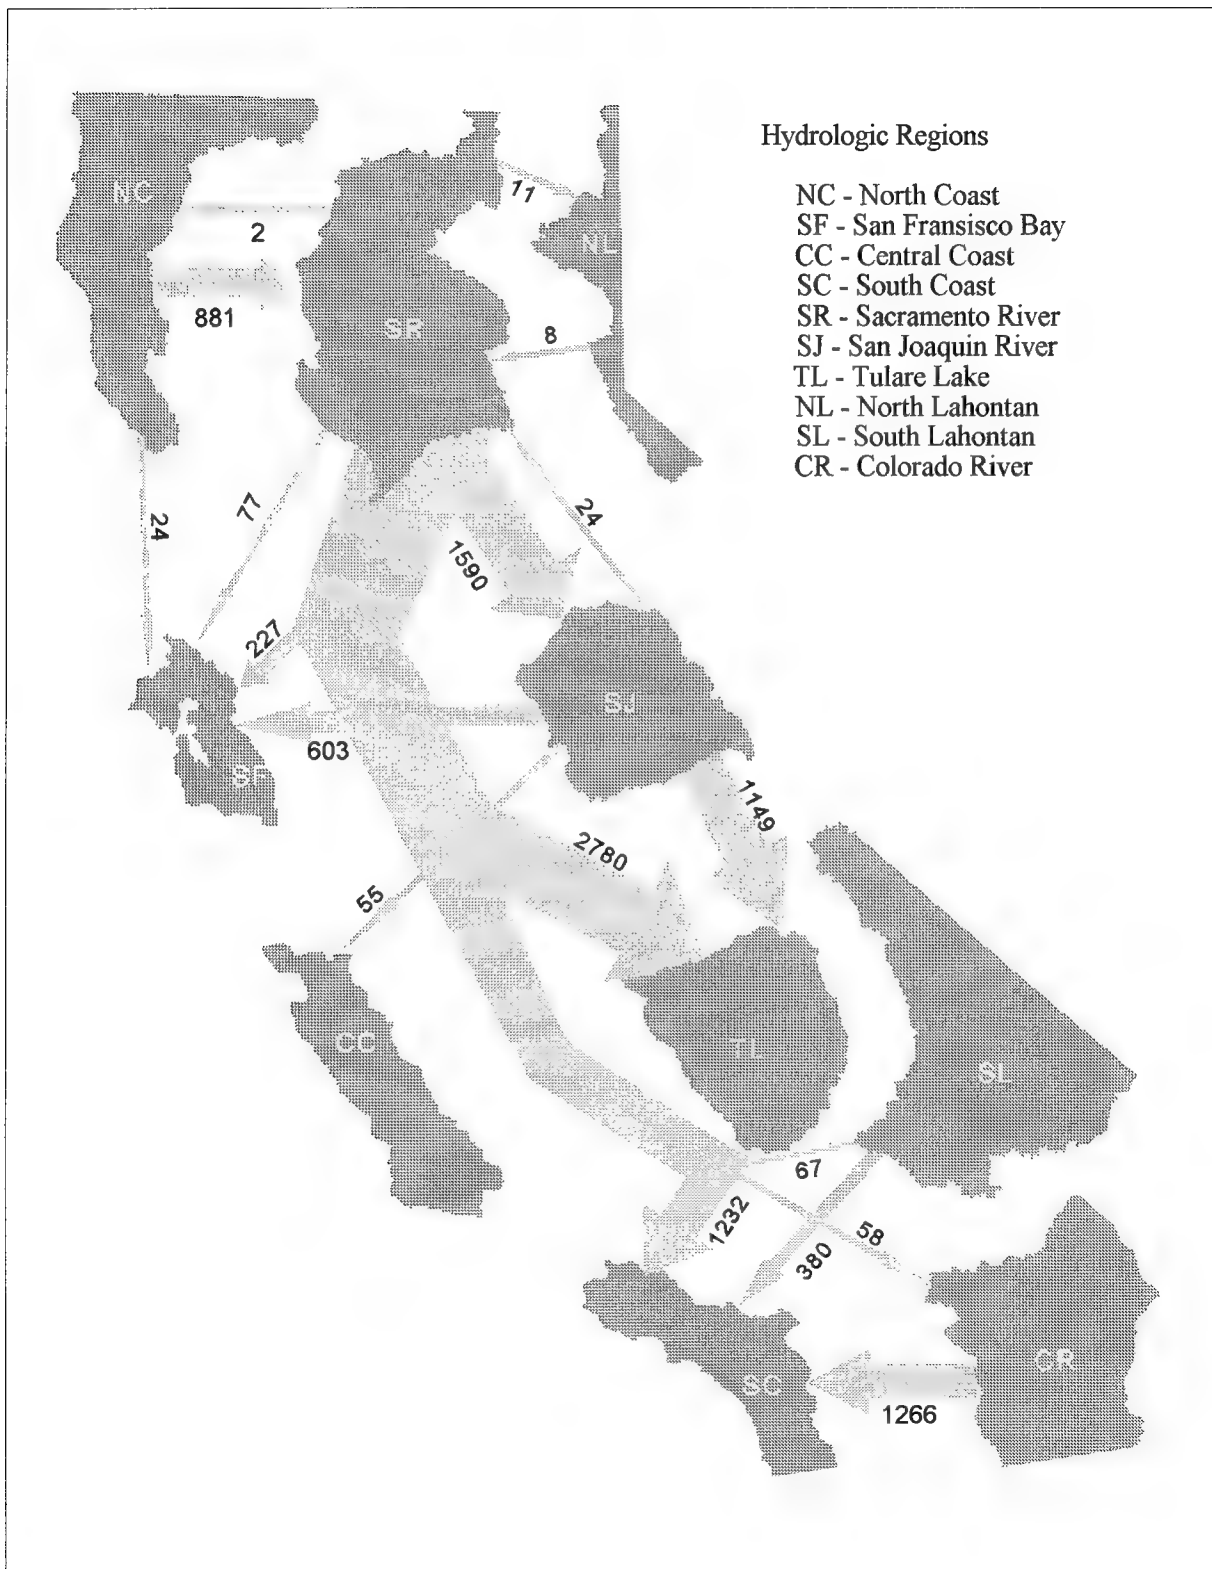 Hydrologic Regions
NC - North Coast
SF - San Fransisco Bay
CC - Central Coast
SC - South Coast
SR - Sacramento River
SJ - San Joaquin River
TL - Tulare Lake
NL - North Lahontan
SL - South Lahontan
CR - Colorado River
NC
11
2
NL
881
SR
8
24
77
24
1590
227
SJ
603
SF
1149
2780
55
CC
TL
SL
67
1232
58
380
CR
SC
1266